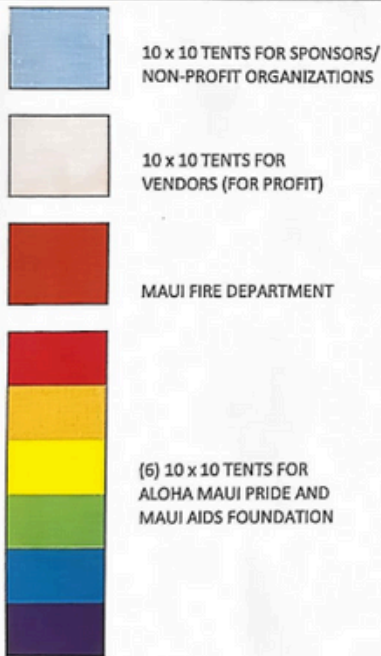 10 x 10 TENTS FOR SPONSORS/
NON-PROFIT ORGANIZATIONS
10 x 10 TENTS FOR
VENDORS (FOR PROFIT)
MAUI FIRE DEPARTMENT
(6) 10 x 10 TENTS FOR
ALOHA MAUI PRIDE AND
MAUI AIDS FOUNDATION